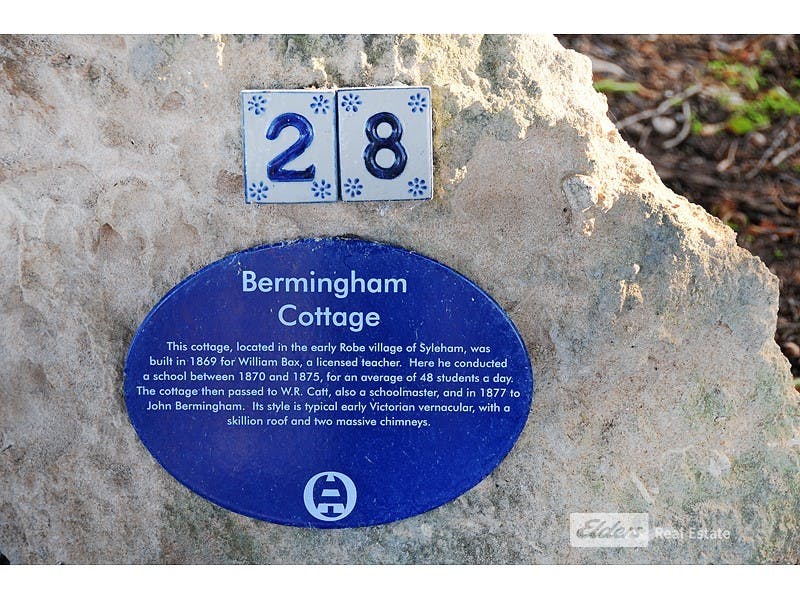 28
Bermingham
Cottage
This cottage, located in the early Robe village of Syleham, was
built in 1869 for William Box, a licensed teacher.  Here he conducted
a school between 1870 and 1875, for an average of 48 students a day.
The cottage then passed to W.R. Catt, also a schoolmaster, and in 1877 to
John Bermingham.  Its style is typical early Victorian vernacular, with a
skillion roof and two massive chimneys.
Elders Real Estate